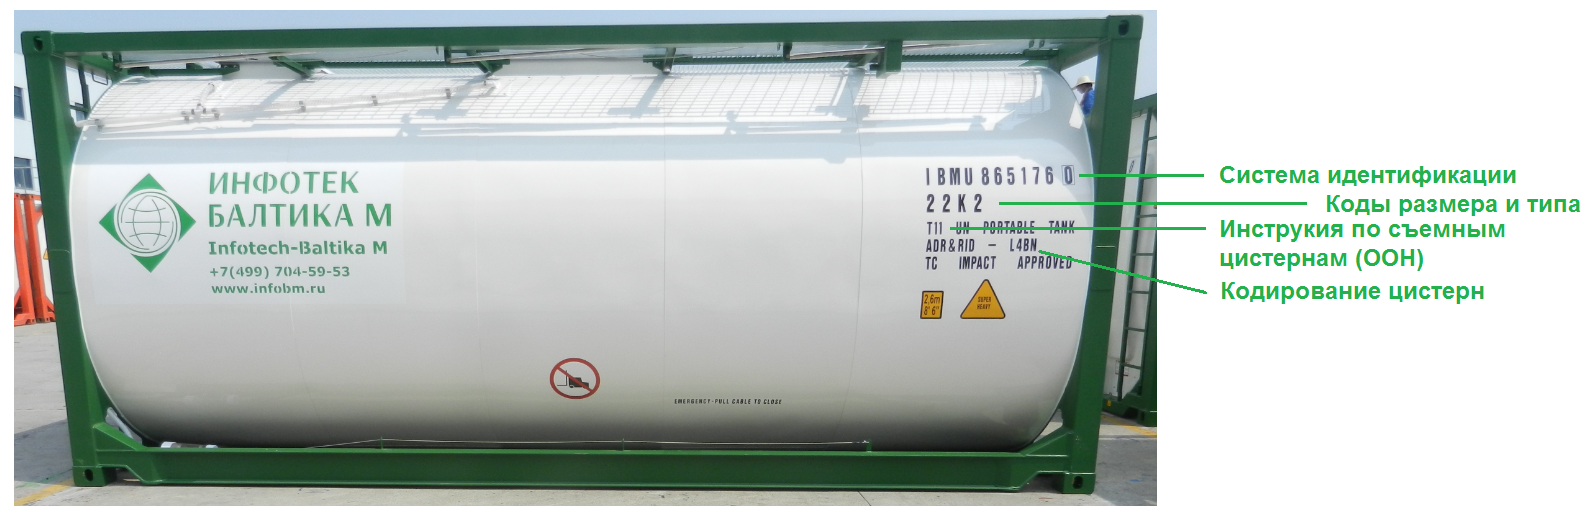 ИНФОТЕК
БАЛТИКА М
Infotech-Baltika M
+7(499) 704-59-53
www.infobm.ru
IBMU 865176 0
22K2
T11 UN PORTABLE TANK
ADR&RID - L4BN
TC IMPACT APPROVED
2,6m
8'6"
SUPER
HEAVY
EMERGENCY-PULL CABLE TO CLOSE
Система идентификации
Коды размера и типа
Инструкия по съемным
цистернам (ООН)
Кодирование цистерн